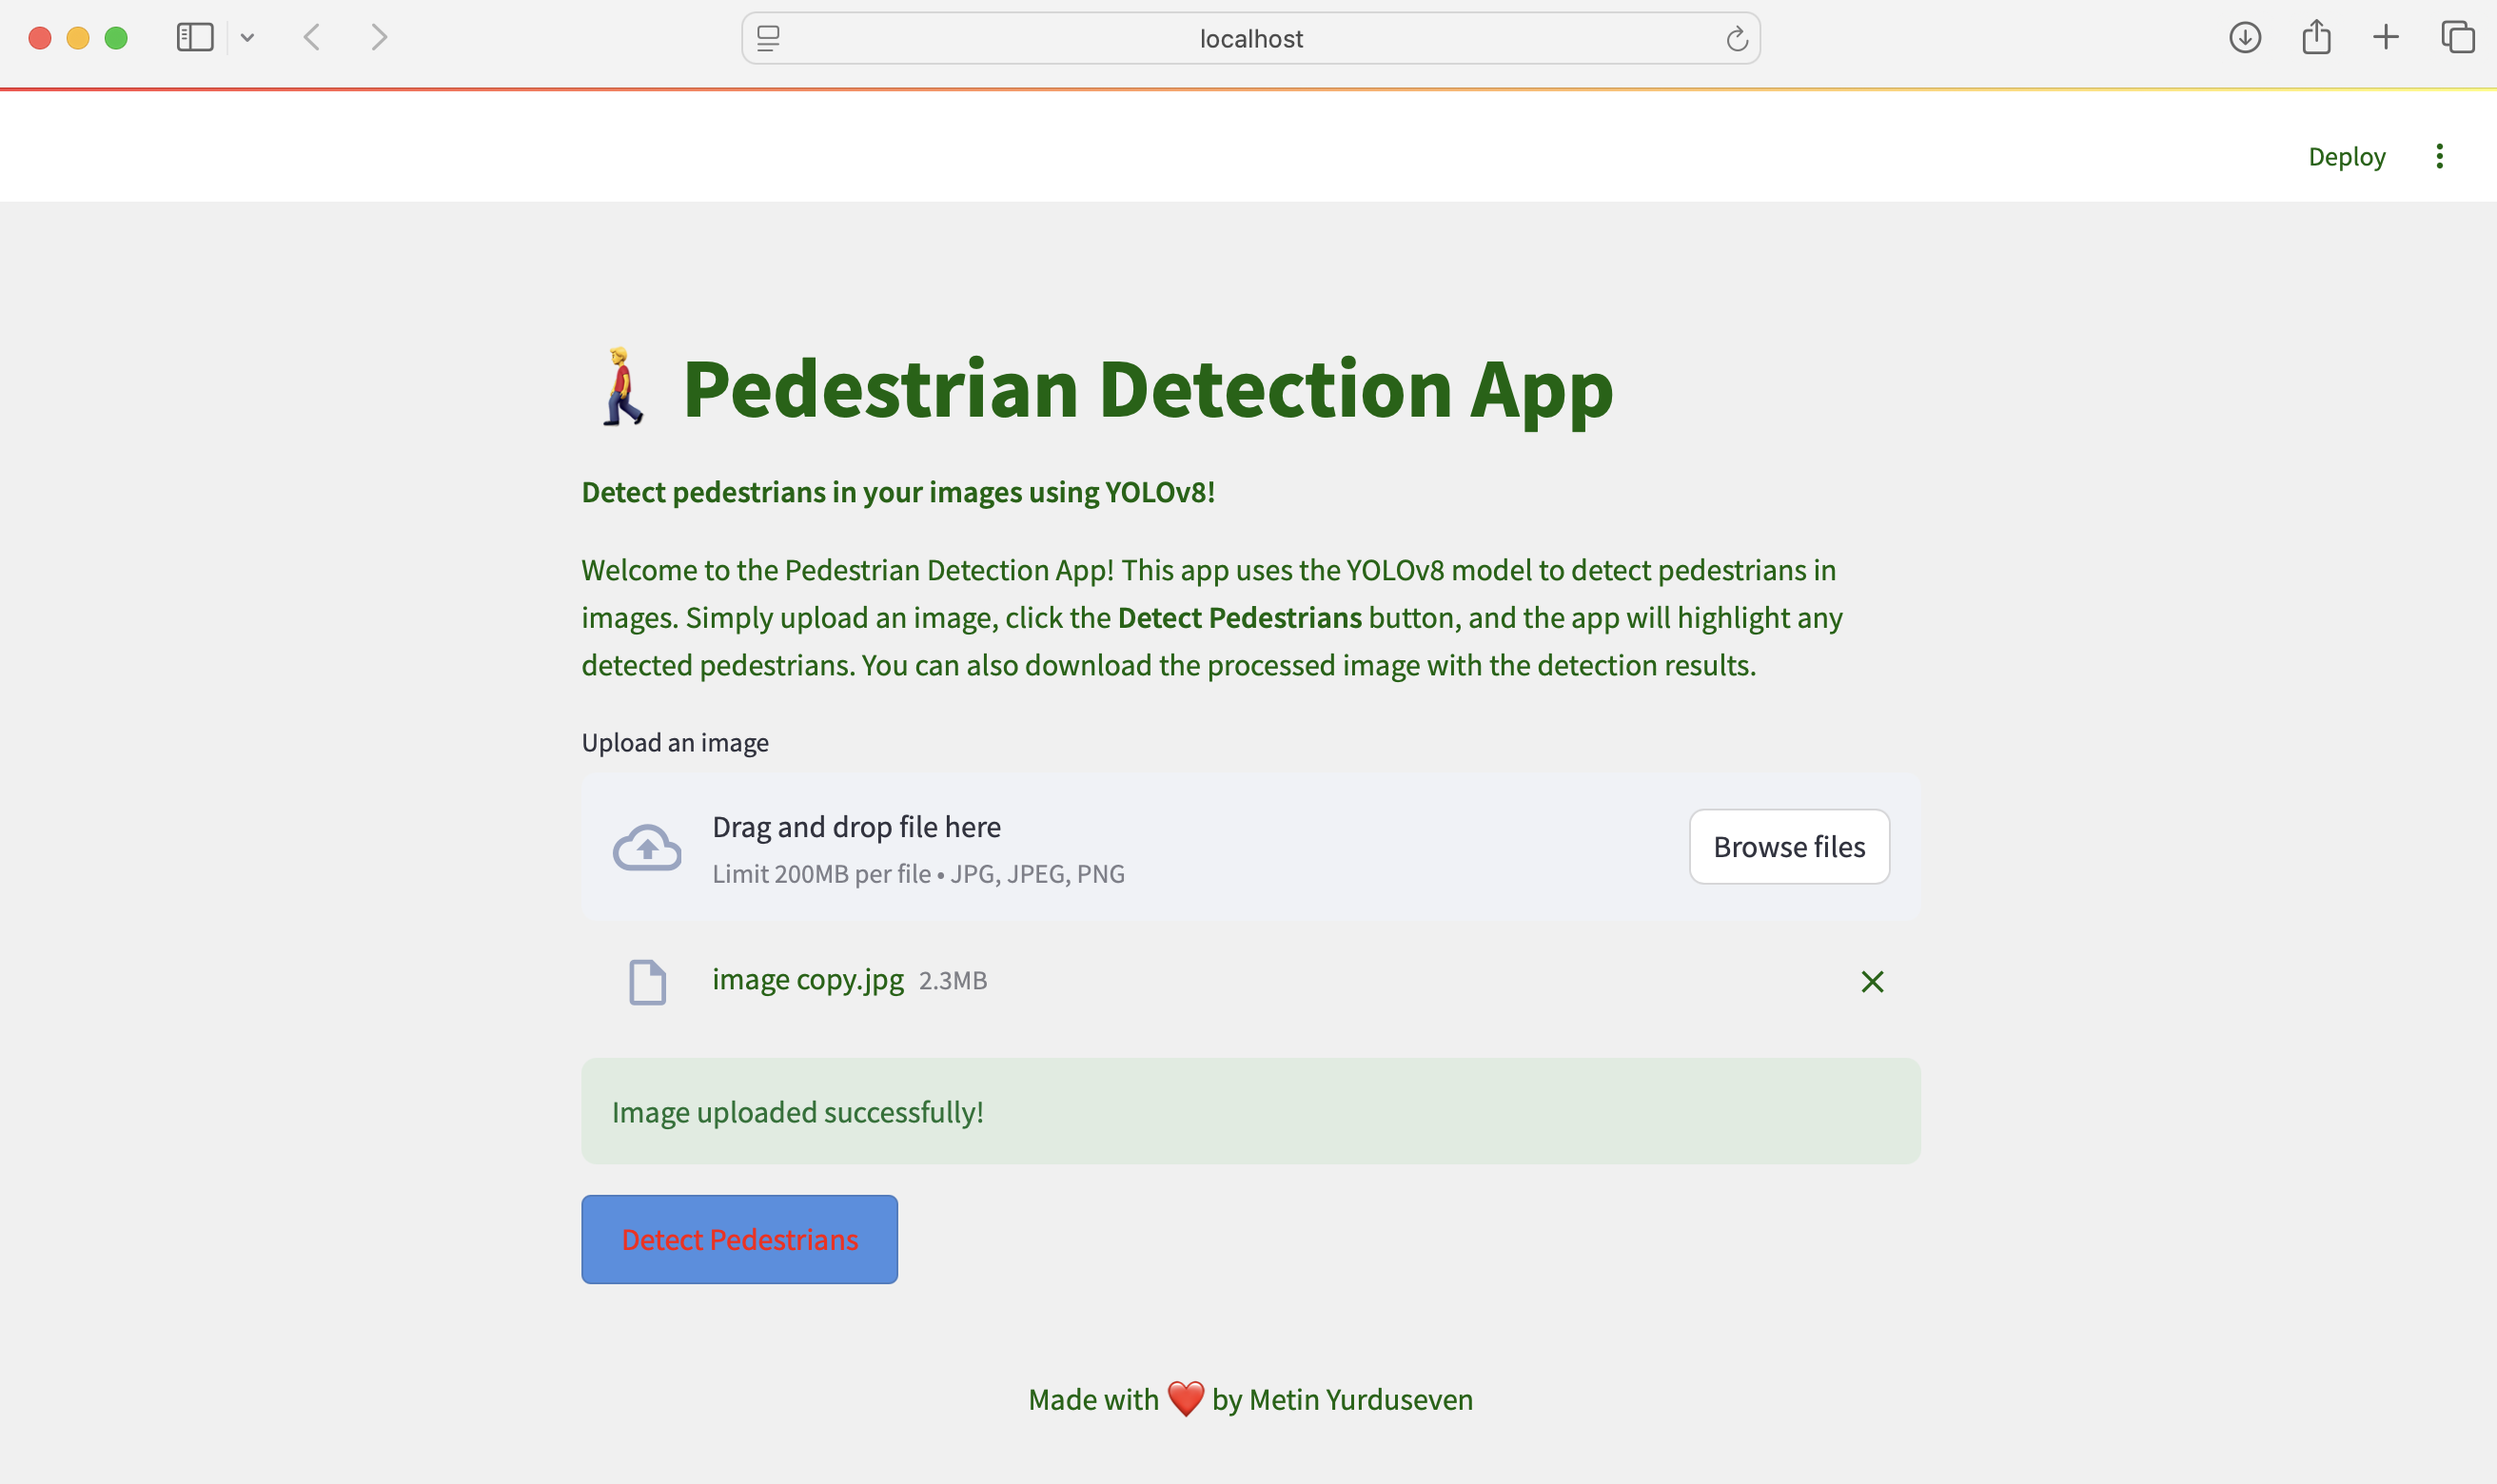 localhost
Deploy
🚶 Pedestrian Detection App
Detect pedestrians in your images using YOLOv8!
Welcome to the Pedestrian Detection App! This app uses the YOLOv8 model to detect pedestrians in
images. Simply upload an image, click the Detect Pedestrians button, and the app will highlight any
detected pedestrians. You can also download the processed image with the detection results.
Upload an image
Drag and drop file here
Limit 200MB per file • JPG, JPEG, PNG
Browse files
image copy.jpg 2.3MB
Image uploaded successfully!
Detect Pedestrians
Made with ❤️ by Metin Yurduseven